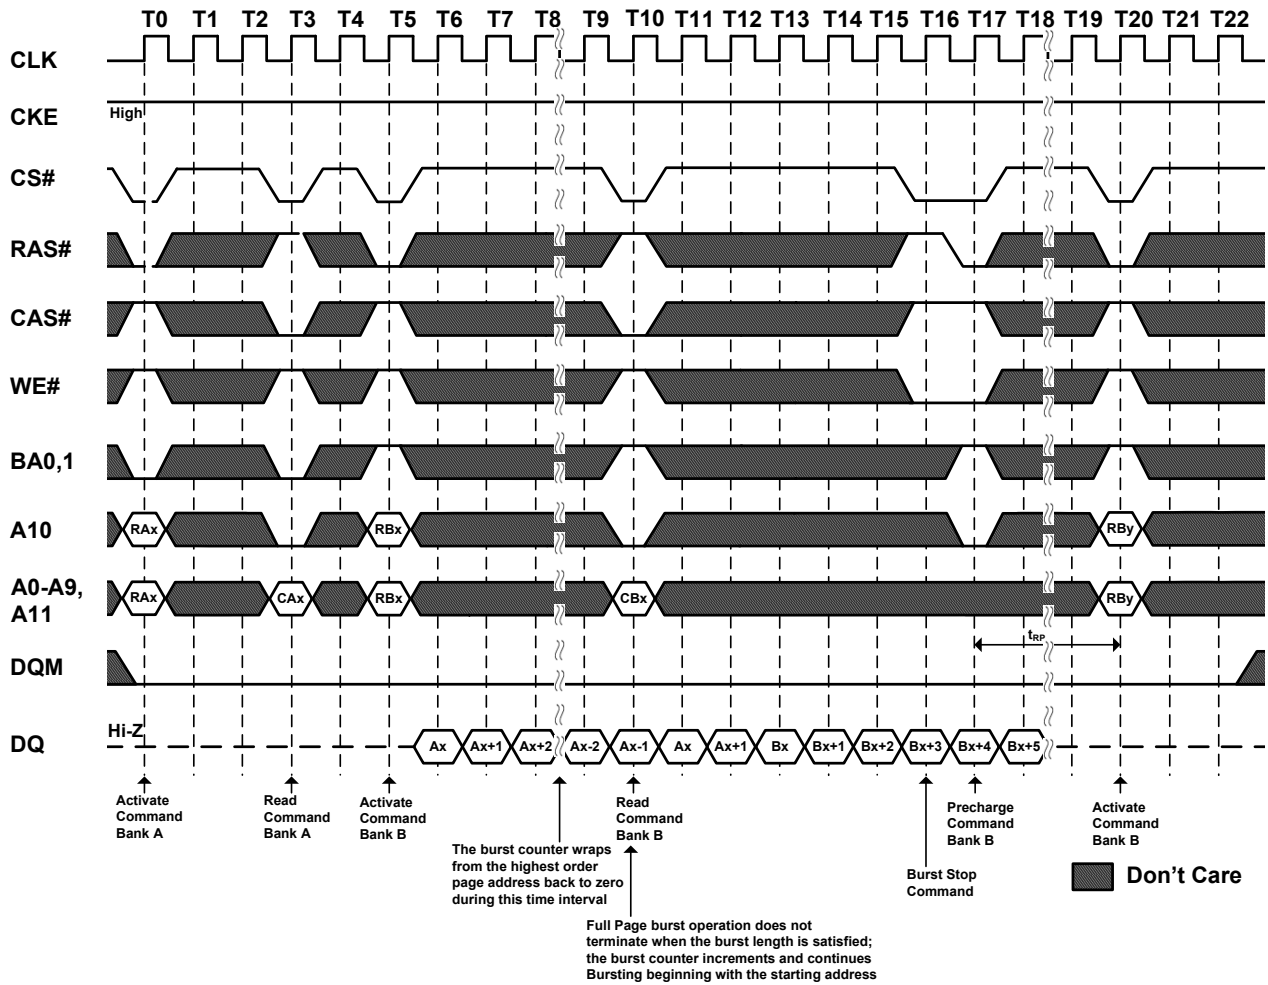 T0 T1 T2 T3 T4 T5 T6 T7 T8 T9 T10 T11 T12 T13 T14 T15 T16 T17 T18 T19 T20 T21 T22
CLK
CKE
High
CS#
RAS#
CAS#
WE#
BA0,1
A10
RAx RBx RBy
A0-A9,
A11
RAx CAx RBx CBx RBy
tRP
DQM
DQ
Hi-Z
Ax Ax+1 Ax+2 Ax-2 Ax-1 Ax Ax+1 Bx Bx+1 Bx+2 Bx+3 Bx+4 Bx+5
Activate
Command
Bank A
Read
Command
Bank A
Activate
Command
Bank B
The burst counter wraps
from the highest order
page address back to zero
during this time interval
Read
Command
Bank B
Full Page burst operation does not
terminate when the burst length is satisfied;
the burst counter increments and continues
Bursting beginning with the starting address
Burst Stop
Command
Precharge
Command
Bank B
Activate
Command
Bank B
Don't Care